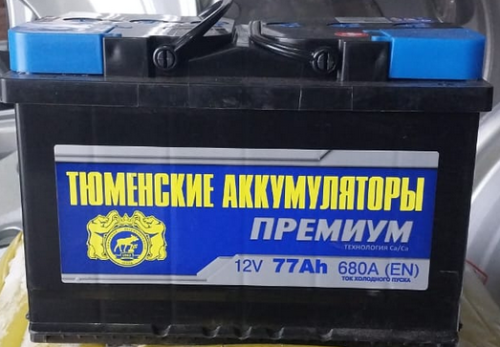 ТЮМЕНСКИЕ АККУМУЛЯТОРЫ
ПРЕМИУМ
ТЕХНОЛОГИЯ Ca/Ca
12V 77Ah 680A (EN)
ТОК ХОЛОДНОГО ПУСКА